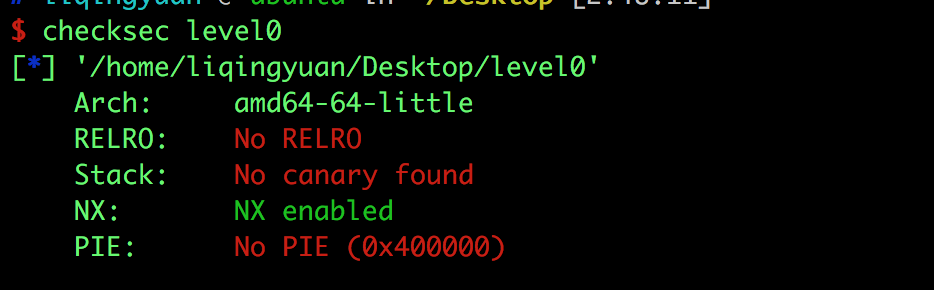 $ checksec level0
[*] '/home/liqingyuan/Desktop/level0'
Arch: amd64-64-little
RELRO: No RELRO
Stack: No canary found
NX: NX enabled
PIE: No PIE (0x400000)